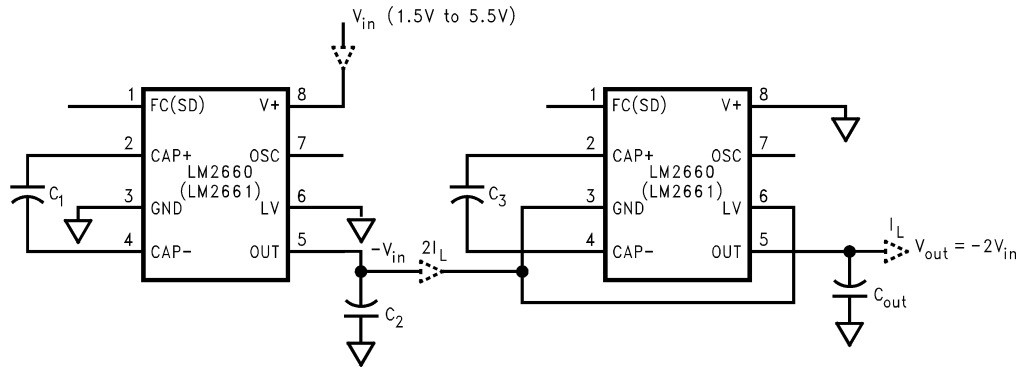 V_in (1.5V to 5.5V)
1 FC(SD) V+ 8
2 CAP+ OSC 7
LM2660
(LM2661)
3 GND LV 6
4 CAP- OUT 5
C_1
-V_in 2I_L
C_2
1 FC(SD) V+ 8
2 CAP+ OSC 7
LM2660
(LM2661)
3 GND LV 6
4 CAP- OUT 5
C_3
I_L
V_out = -2V_in
C_out